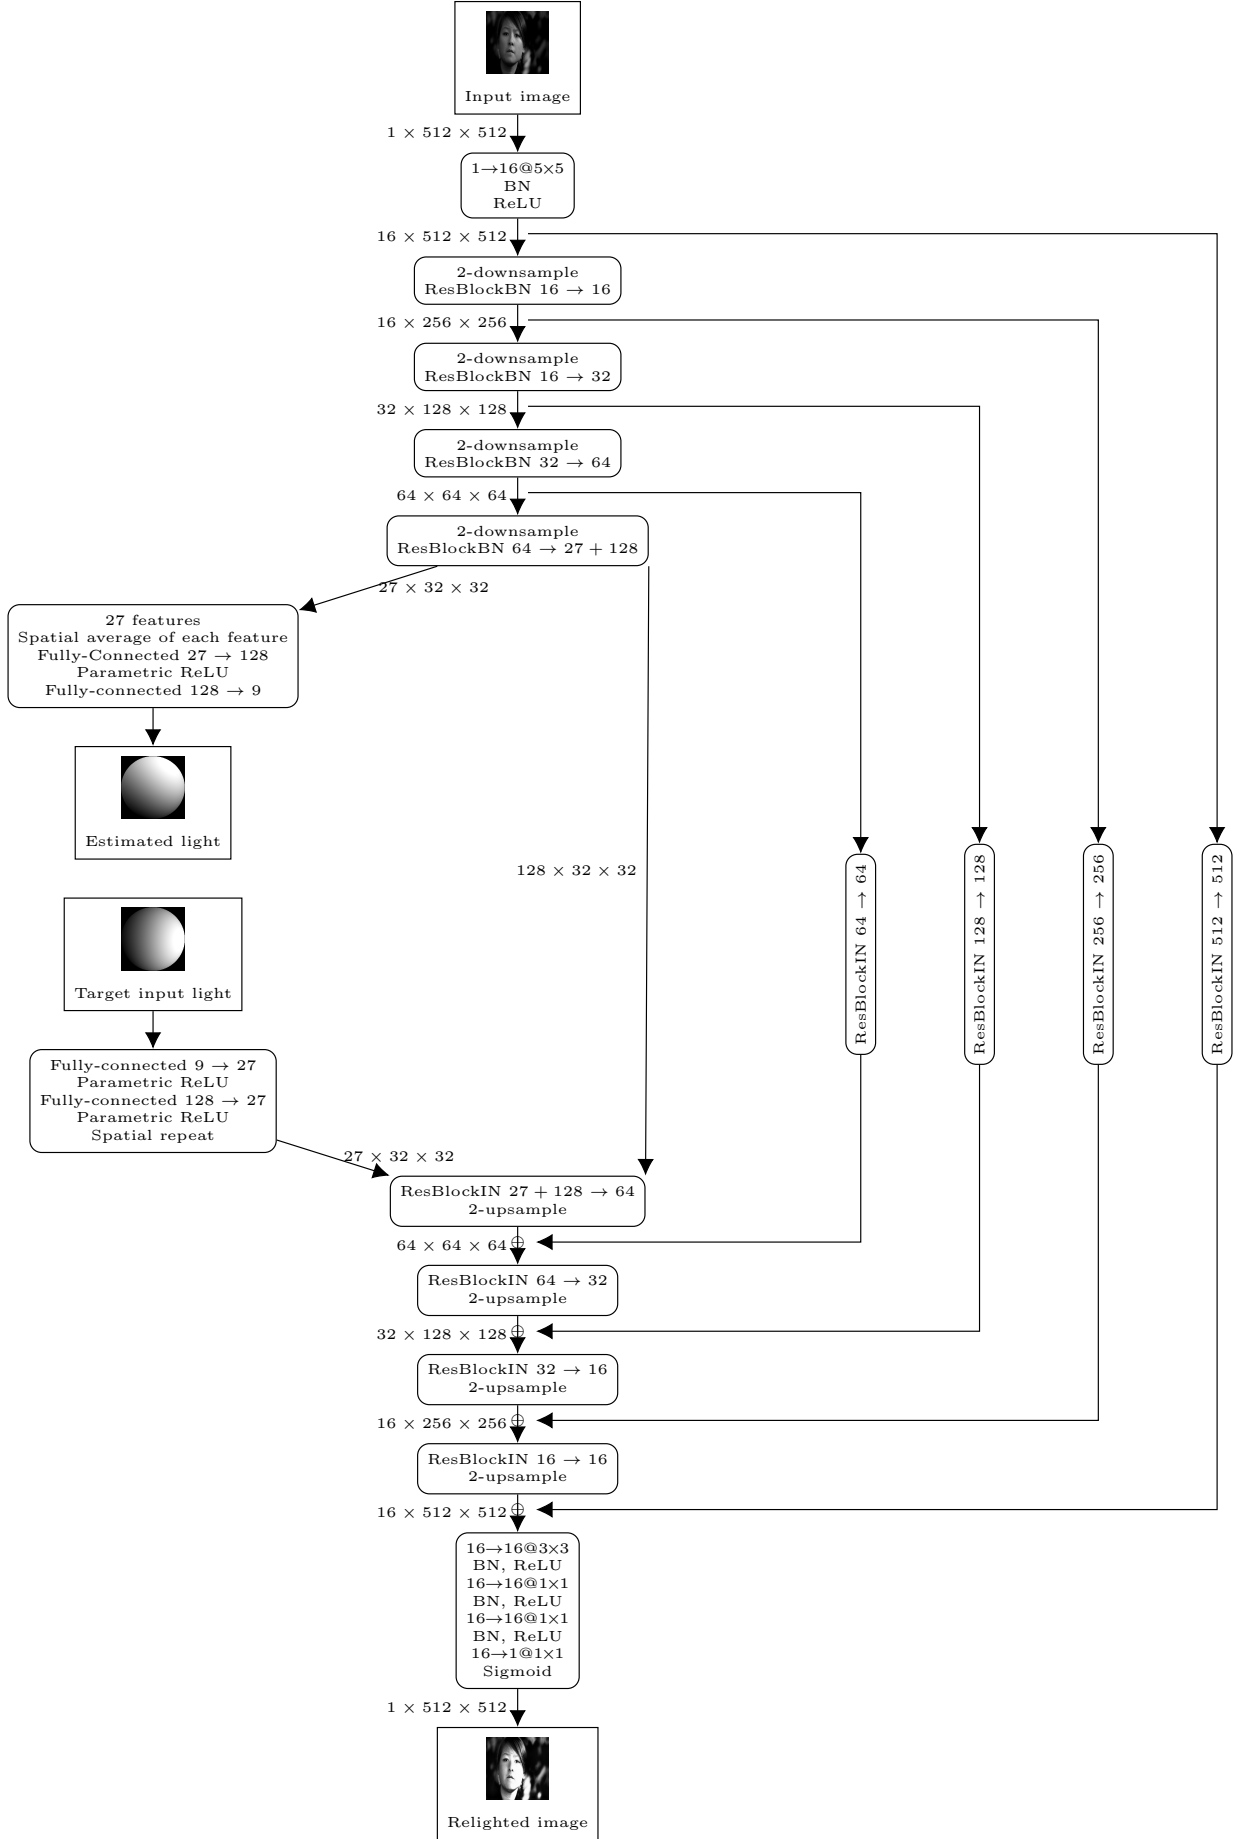 Input image
1 × 512 × 512
1→16@5×5
BN
ReLU
16 × 512 × 512
2-downsample
ResBlockBN 16 → 16
16 × 256 × 256
2-downsample
ResBlockBN 16 → 32
32 × 128 × 128
2-downsample
ResBlockBN 32 → 64
64 × 64 × 64
2-downsample
ResBlockBN 64 → 27 + 128
27 × 32 × 32
27 features
Spatial average of each feature
Fully-Connected 27 → 128
Parametric ReLU
Fully-connected 128 → 9
Estimated light
128 × 32 × 32
ResBlockIN 64 → 64
ResBlockIN 128 → 128
ResBlockIN 256 → 256
ResBlockIN 512 → 512
Target input light
Fully-connected 9 → 27
Parametric ReLU
Fully-connected 128 → 27
Parametric ReLU
Spatial repeat
27 × 32 × 32
ResBlockIN 27 + 128 → 64
2-upsample
64 × 64 × 64 ⊕
ResBlockIN 64 → 32
2-upsample
32 × 128 × 128 ⊕
ResBlockIN 32 → 16
2-upsample
16 × 256 × 256 ⊕
ResBlockIN 16 → 16
2-upsample
16 × 512 × 512 ⊕
16→16@3×3
BN, ReLU
16→16@1×1
BN, ReLU
16→16@1×1
BN, ReLU
16→1@1×1
Sigmoid
1 × 512 × 512
Relighted image